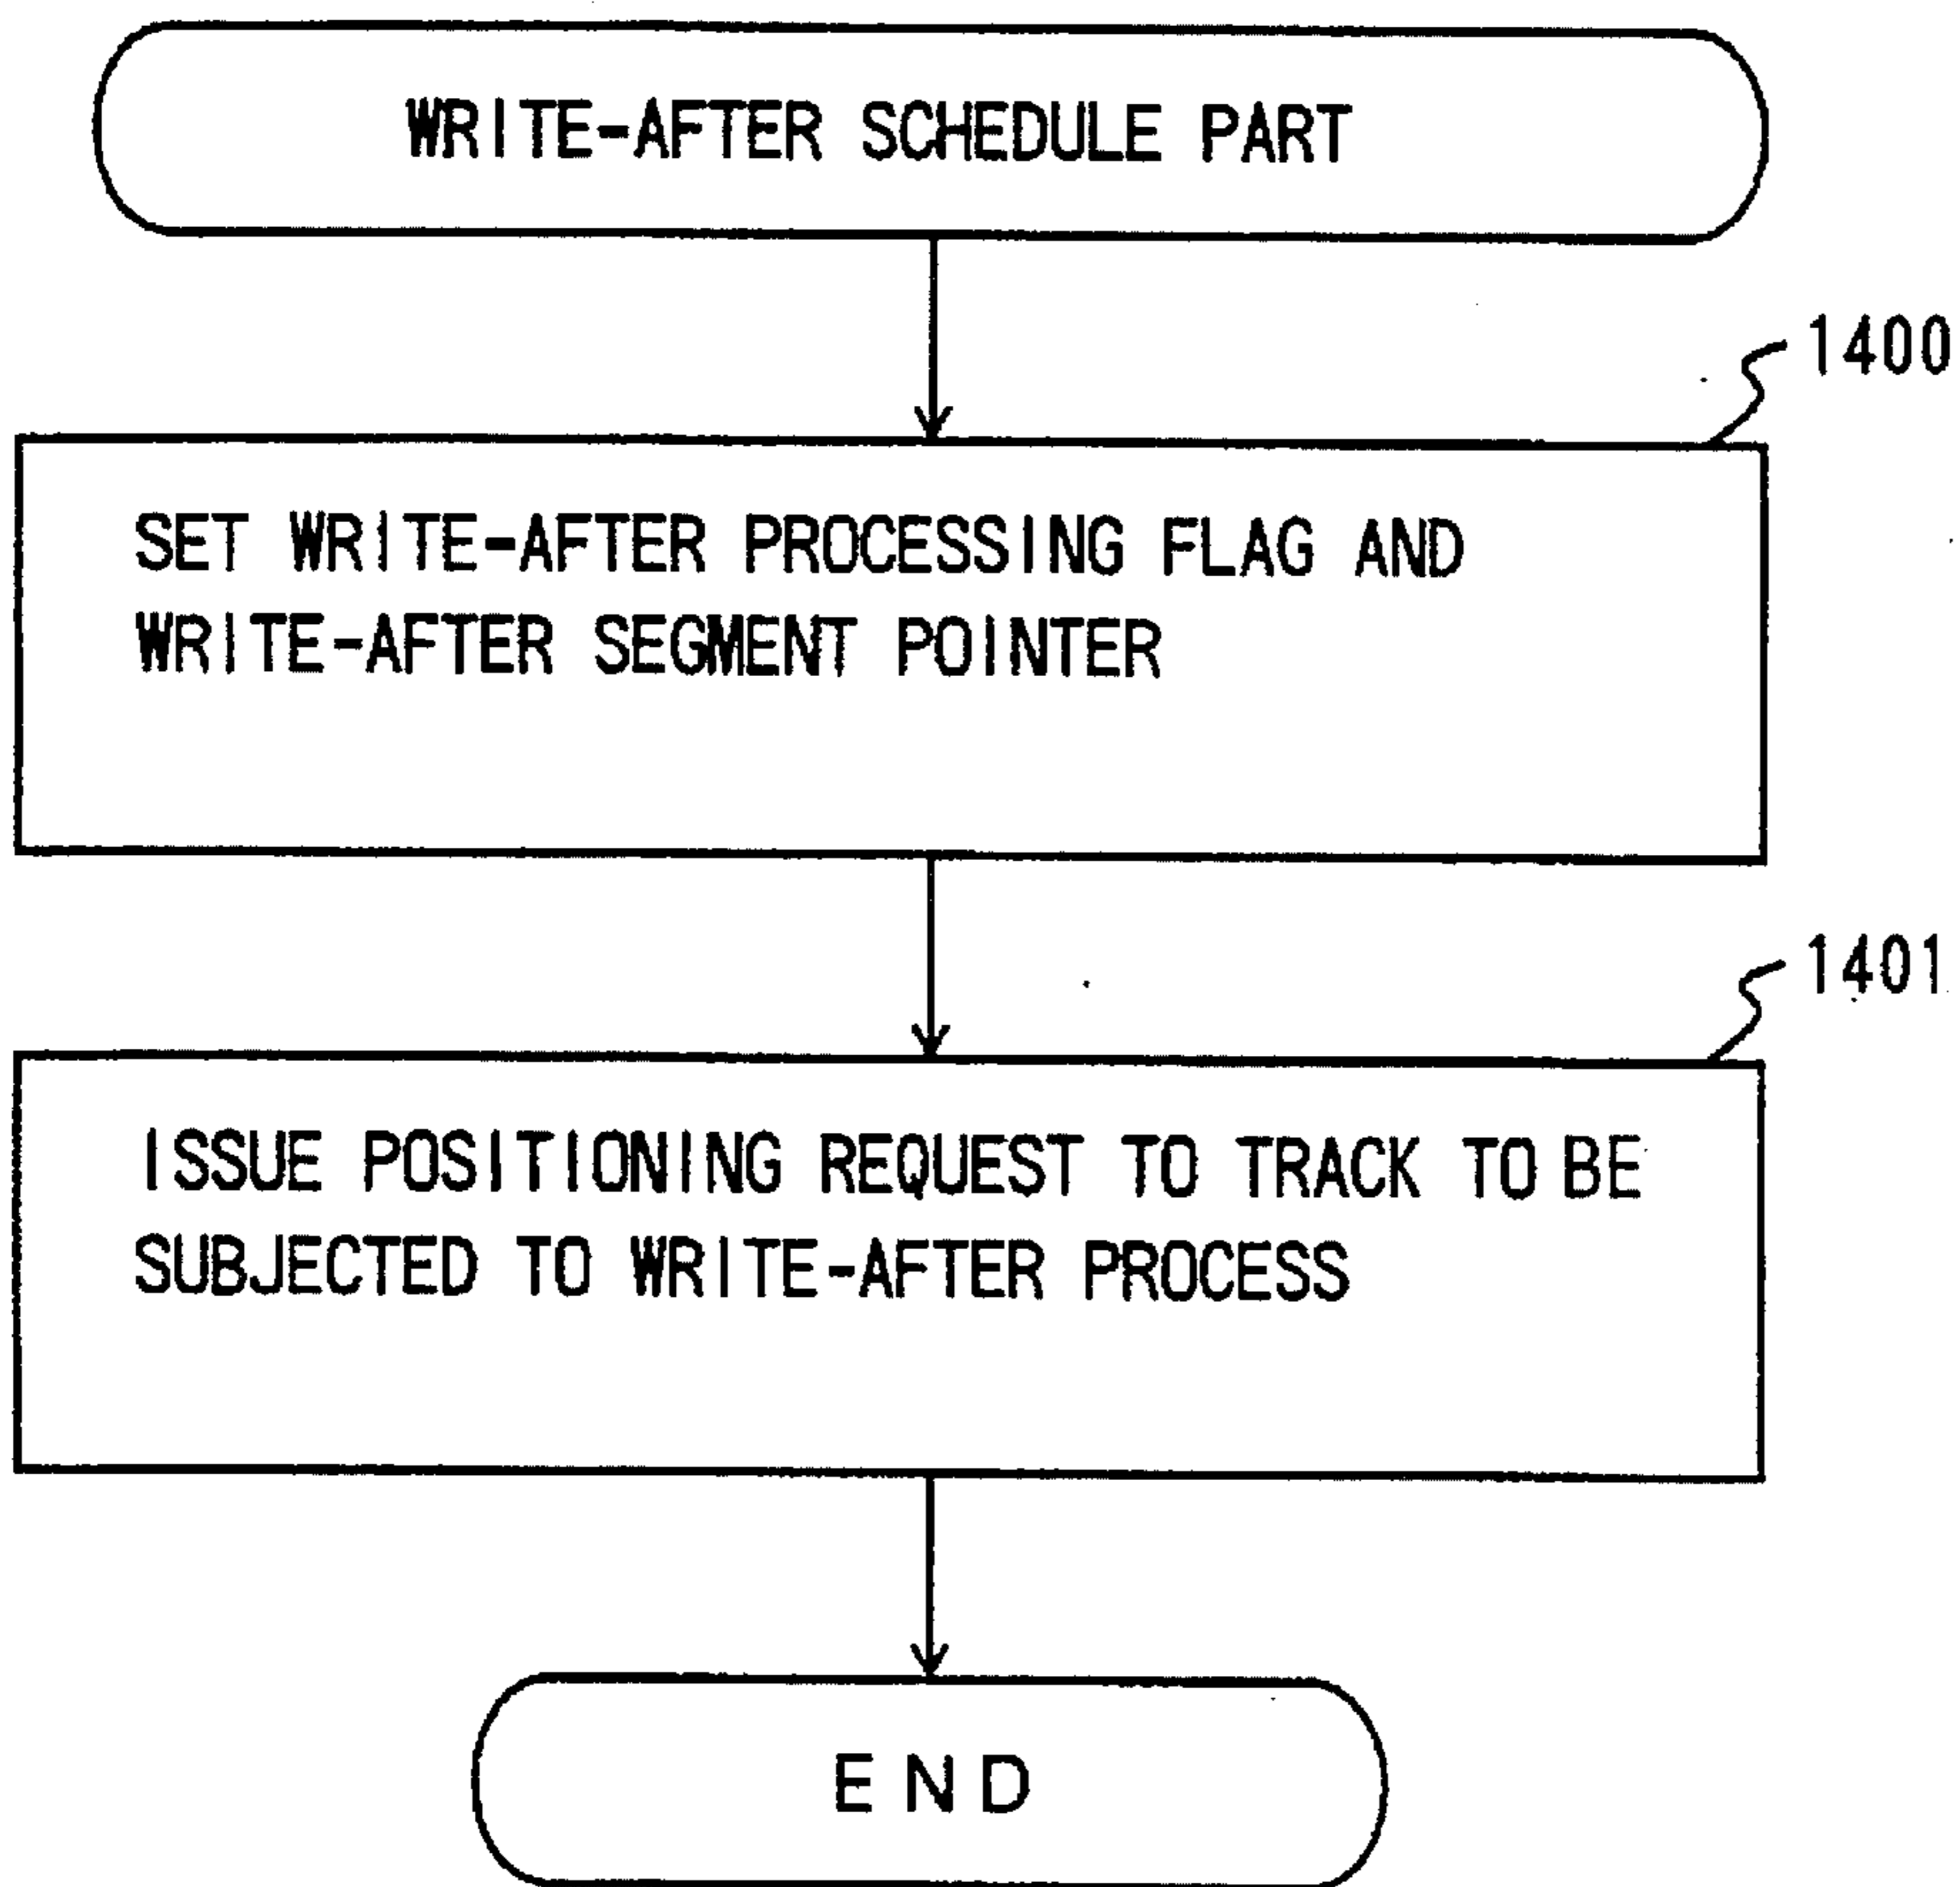 WRITE-AFTER SCHEDULE PART
1400
SET WRITE-AFTER PROCESSING FLAG AND
WRITE-AFTER SEGMENT POINTER
1401
ISSUE POSITIONING REQUEST TO TRACK TO BE
SUBJECTED TO WRITE-AFTER PROCESS
END